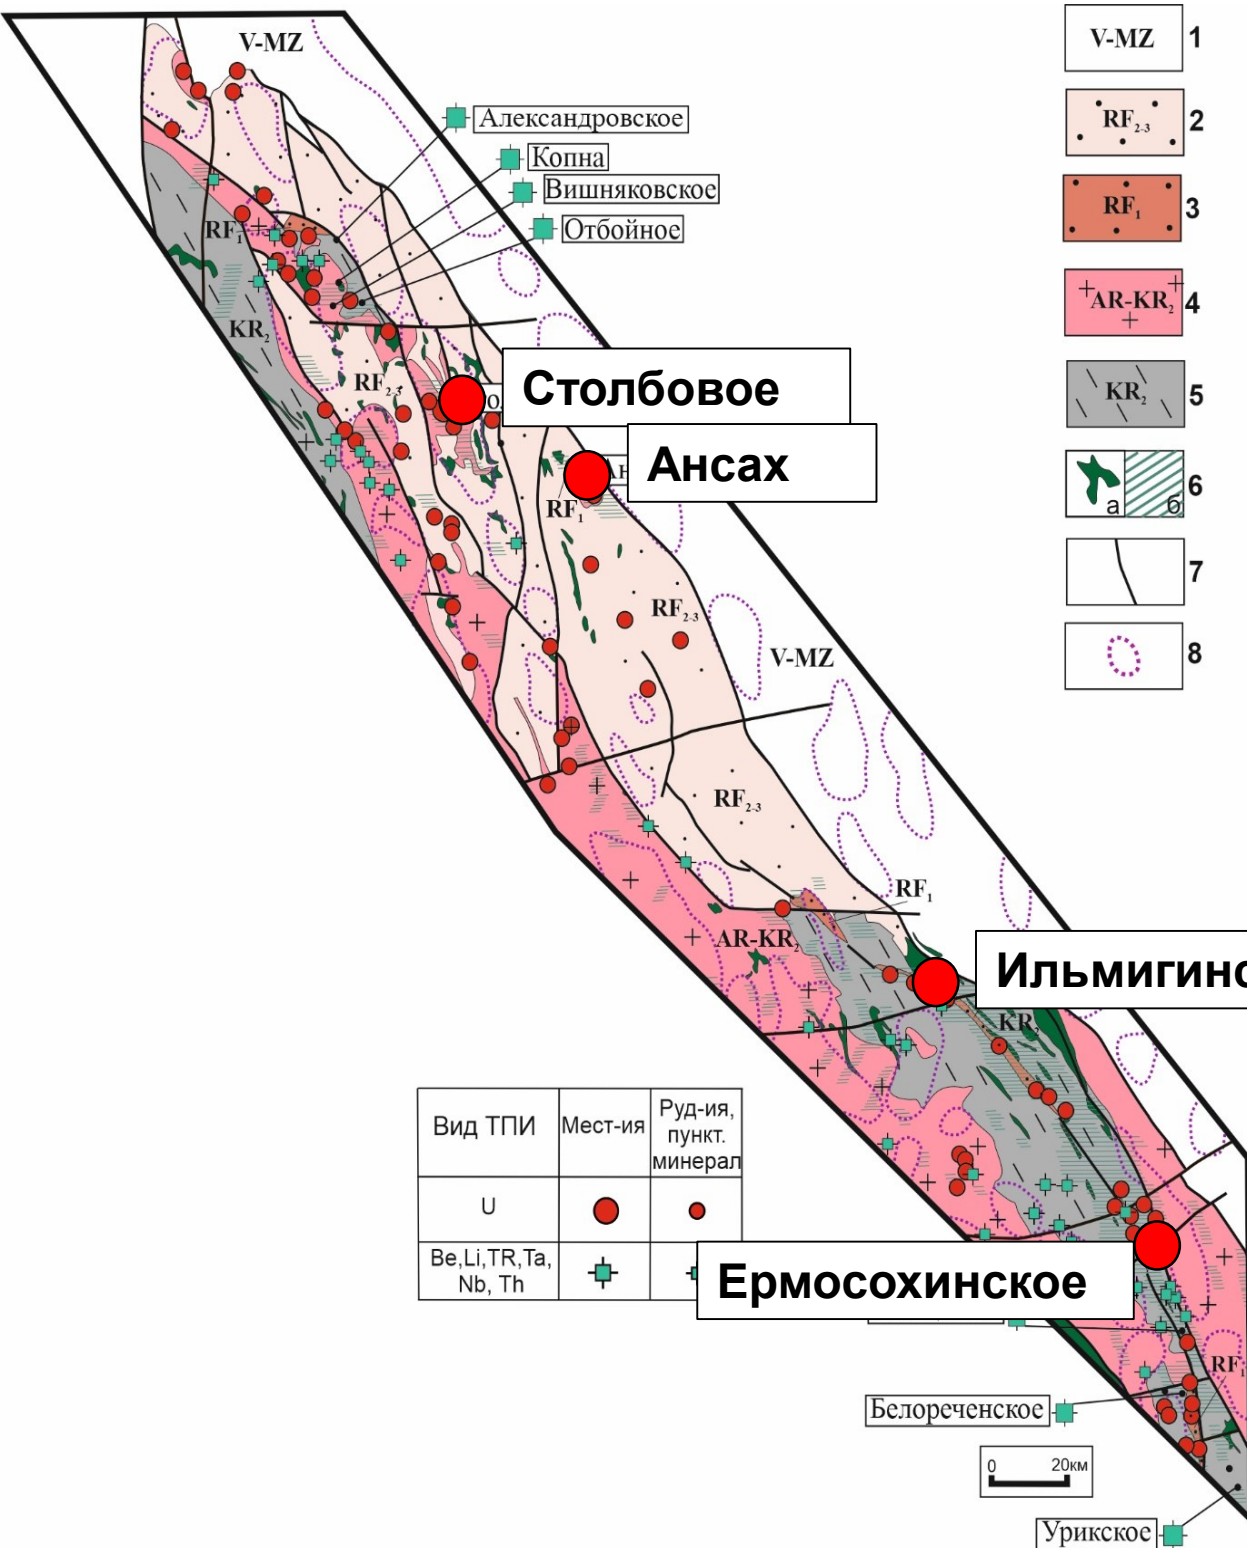 V-MZ
Александровское
Копна
Вишняковское
Отбойное
RF₁
KR₂
RF₂₋₃
Столбовое
Ансах
RF₁
RF₂₋₃
V-MZ
RF₂₋₃
RF₁
AR-KR₂
Ильмигинс
KR₂
Ермосохинское
RF₁
Белореченское
0 20км
Урикское
V-MZ 1
RF₂₋₃ 2
RF₁ 3
AR-KR₂ 4
KR₂ 5
а б 6
7
8
Вид ТПИ Мест-ия Руд-ия,
пункт.
минерал
U
Be,Li,TR,Ta,
Nb, Th